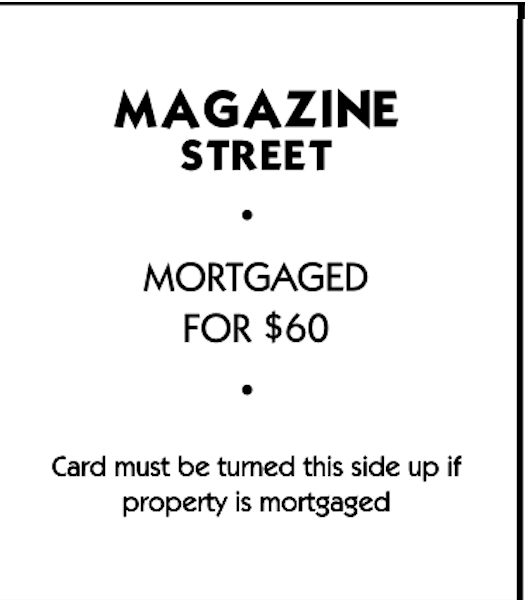 MAGAZINE
STREET
•
MORTGAGED
FOR $60
•
Card must be turned this side up if
property is mortgaged